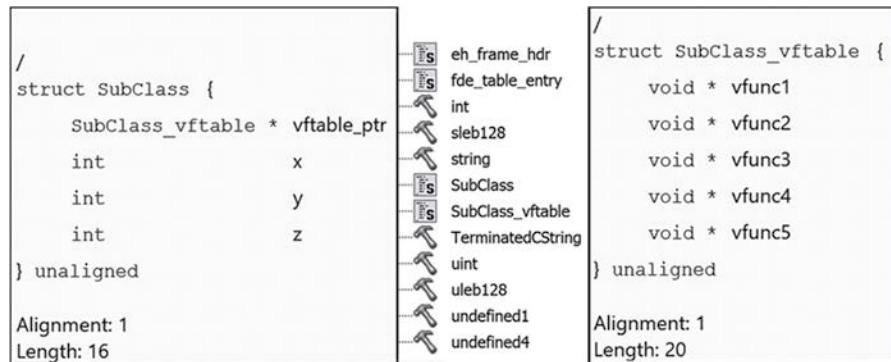 /
struct SubClass {
SubClass_vftable * vftable_ptr
int x
int y
int z
} unaligned
Alignment: 1
Length: 16
eh_frame_hdr
fde_table_entry
int
sleb128
string
SubClass
SubClass_vftable
TerminatedCString
uint
uleb128
undefined1
undefined4
/
struct SubClass_vftable {
void * vfunc1
void * vfunc2
void * vfunc3
void * vfunc4
void * vfunc5
} unaligned
Alignment: 1
Length: 20